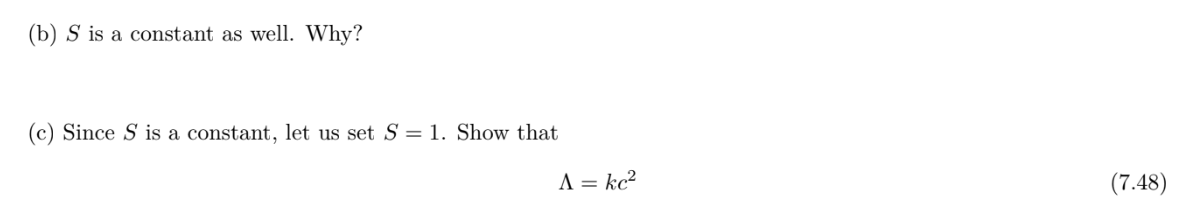 (b) S is a constant as well. Why?
(c) Since S is a constant, let us set S = 1. Show that
Λ = kc² (7.48)